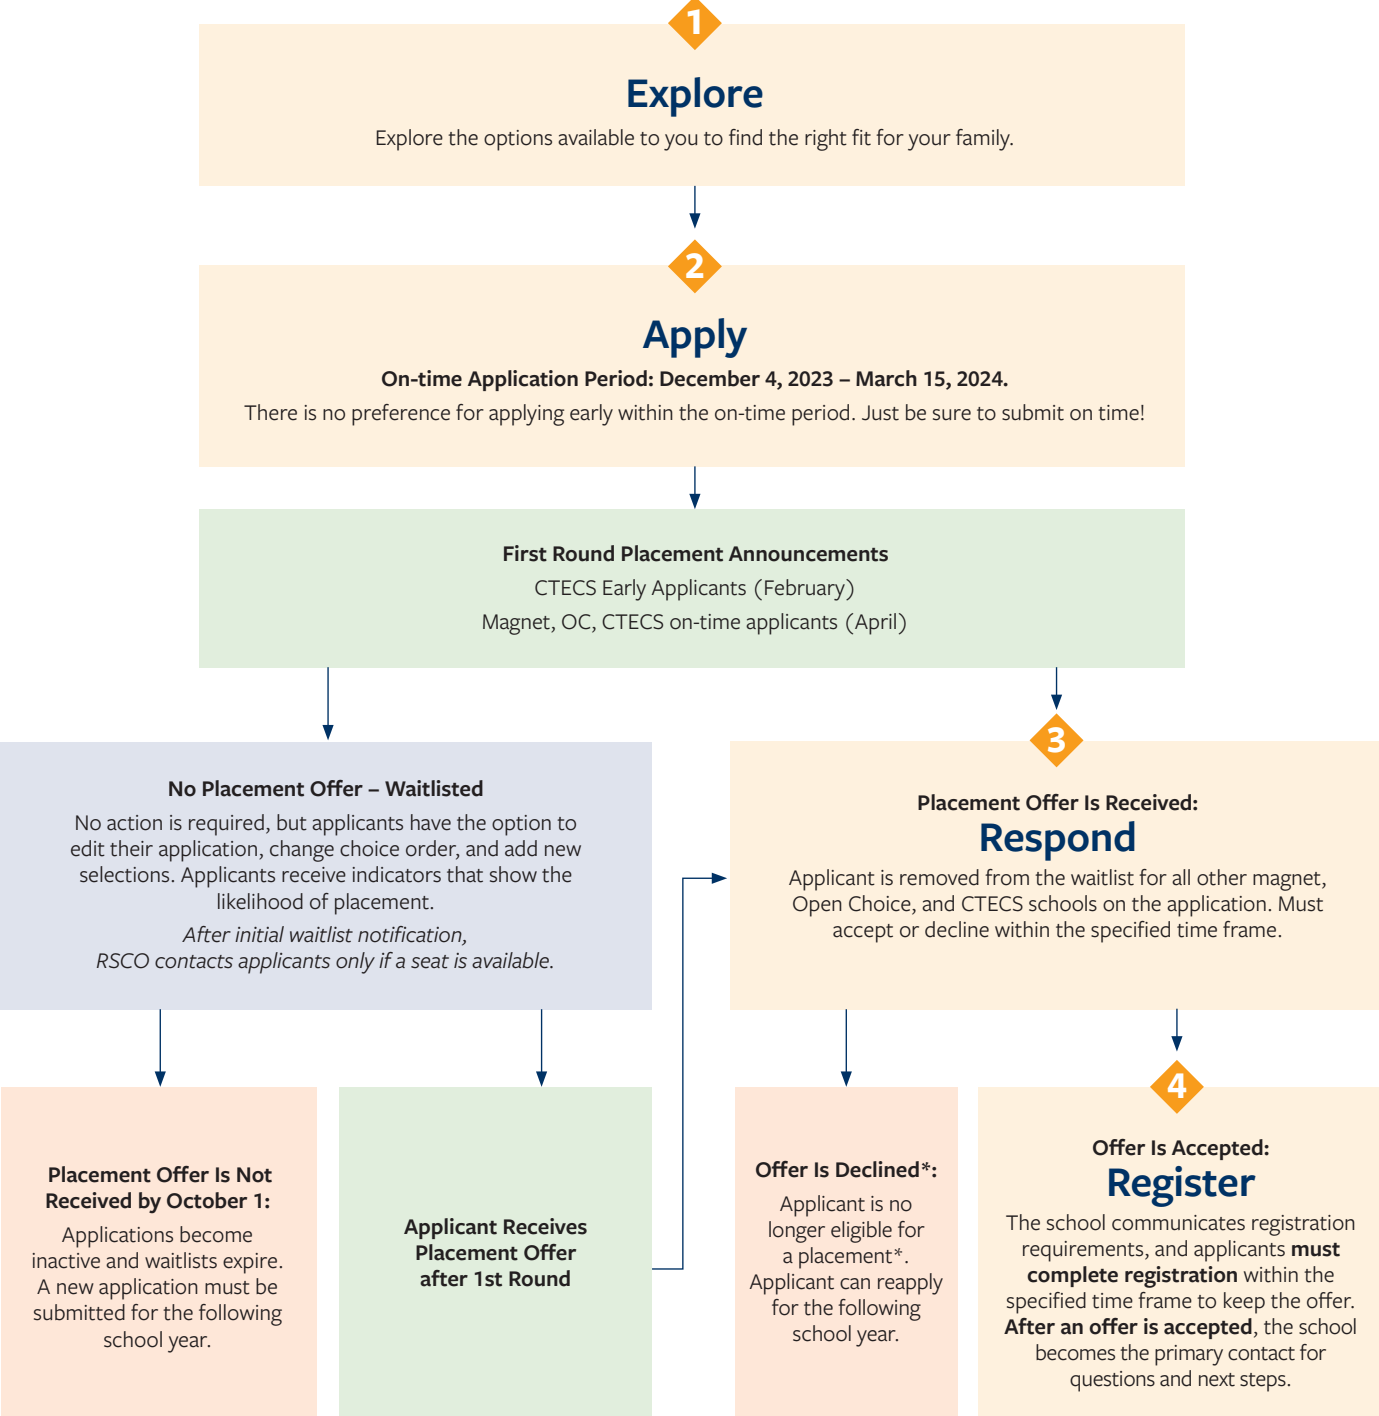 1
Explore
Explore the options available to you to find the right fit for your family.
2
Apply
On-time Application Period: December 4, 2023 – March 15, 2024.
There is no preference for applying early within the on-time period. Just be sure to submit on time!
First Round Placement Announcements
CTECS Early Applicants (February)
Magnet, OC, CTECS on-time applicants (April)
No Placement Offer – Waitlisted
No action is required, but applicants have the option to
edit their application, change choice order, and add new
selections. Applicants receive indicators that show the
likelihood of placement.
After initial waitlist notification,
RSCO contacts applicants only if a seat is available.
3
Placement Offer Is Received:
Respond
Applicant is removed from the waitlist for all other magnet,
Open Choice, and CTECS schools on the application. Must
accept or decline within the specified time frame.
Placement Offer Is Not
Received by October 1:
Applications become
inactive and waitlists expire.
A new application must be
submitted for the following
school year.
Applicant Receives
Placement Offer
after 1st Round
Offer Is Declined*:
Applicant is no
longer eligible for
a placement*.
Applicant can reapply
for the following
school year.
4
Offer Is Accepted:
Register
The school communicates registration
requirements, and applicants must
complete registration within the
specified time frame to keep the offer.
After an offer is accepted, the school
becomes the primary contact for
questions and next steps.